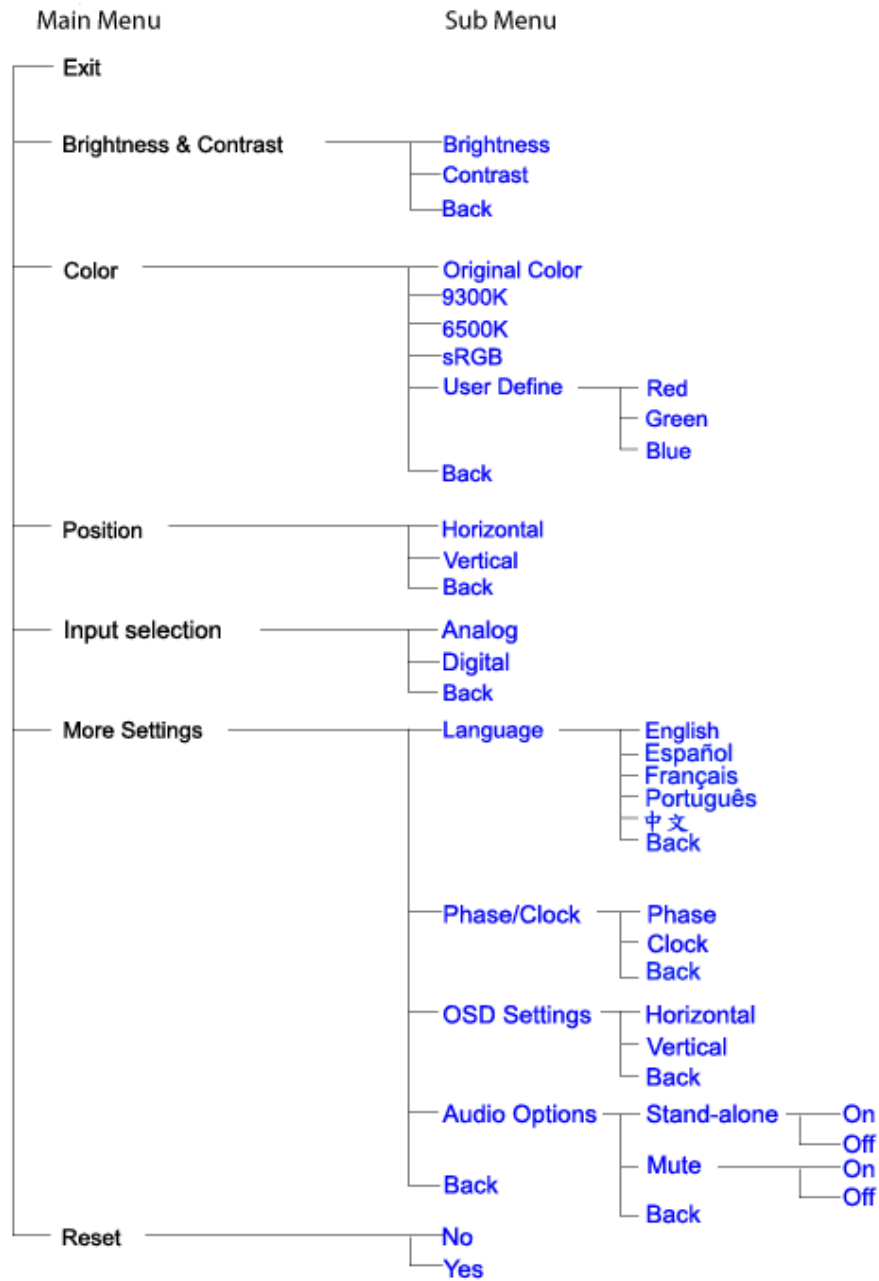 Main Menu Sub Menu
Exit
Brightness & Contrast Brightness
Contrast
Back
Color Original Color
9300K
6500K
sRGB
User Define Red
Green
Blue
Back
Position Horizontal
Vertical
Back
Input selection Analog
Digital
Back
More Settings Language English
Español
Français
Português
中文
Back
Phase/Clock Phase
Clock
Back
OSD Settings Horizontal
Vertical
Back
Audio Options Stand-alone On
Off
Mute On
Back Off
Back
Reset No
Yes